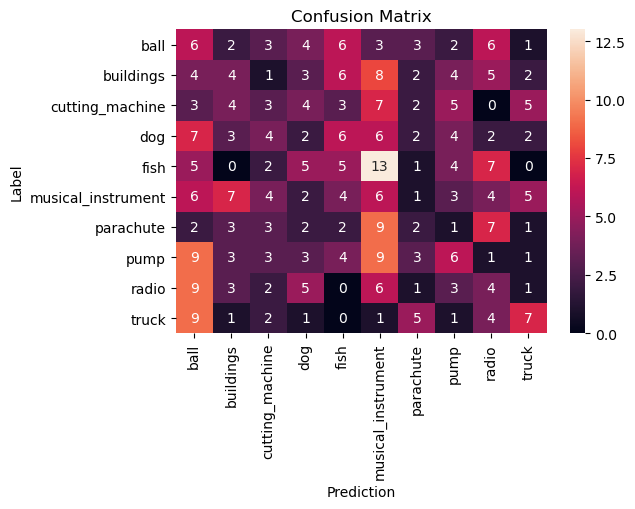 Confusion Matrix
Label
ball 6 2 3 4 6 3 3 2 6 1
buildings 4 4 1 3 6 8 2 4 5 2
cutting_machine 3 4 3 4 3 7 2 5 0 5
dog 7 3 4 2 6 6 2 4 2 2
fish 5 0 2 5 5 13 1 4 7 0
musical_instrument 6 7 4 2 4 6 1 3 4 5
parachute 2 3 3 2 2 9 2 1 7 1
pump 9 3 3 3 4 9 3 6 1 1
radio 9 3 2 5 0 6 1 3 4 1
truck 9 1 2 1 0 1 5 1 4 7
ball buildings cutting_machine dog fish musical_instrument parachute pump radio truck
Prediction
12.5
10.0
7.5
5.0
2.5
0.0